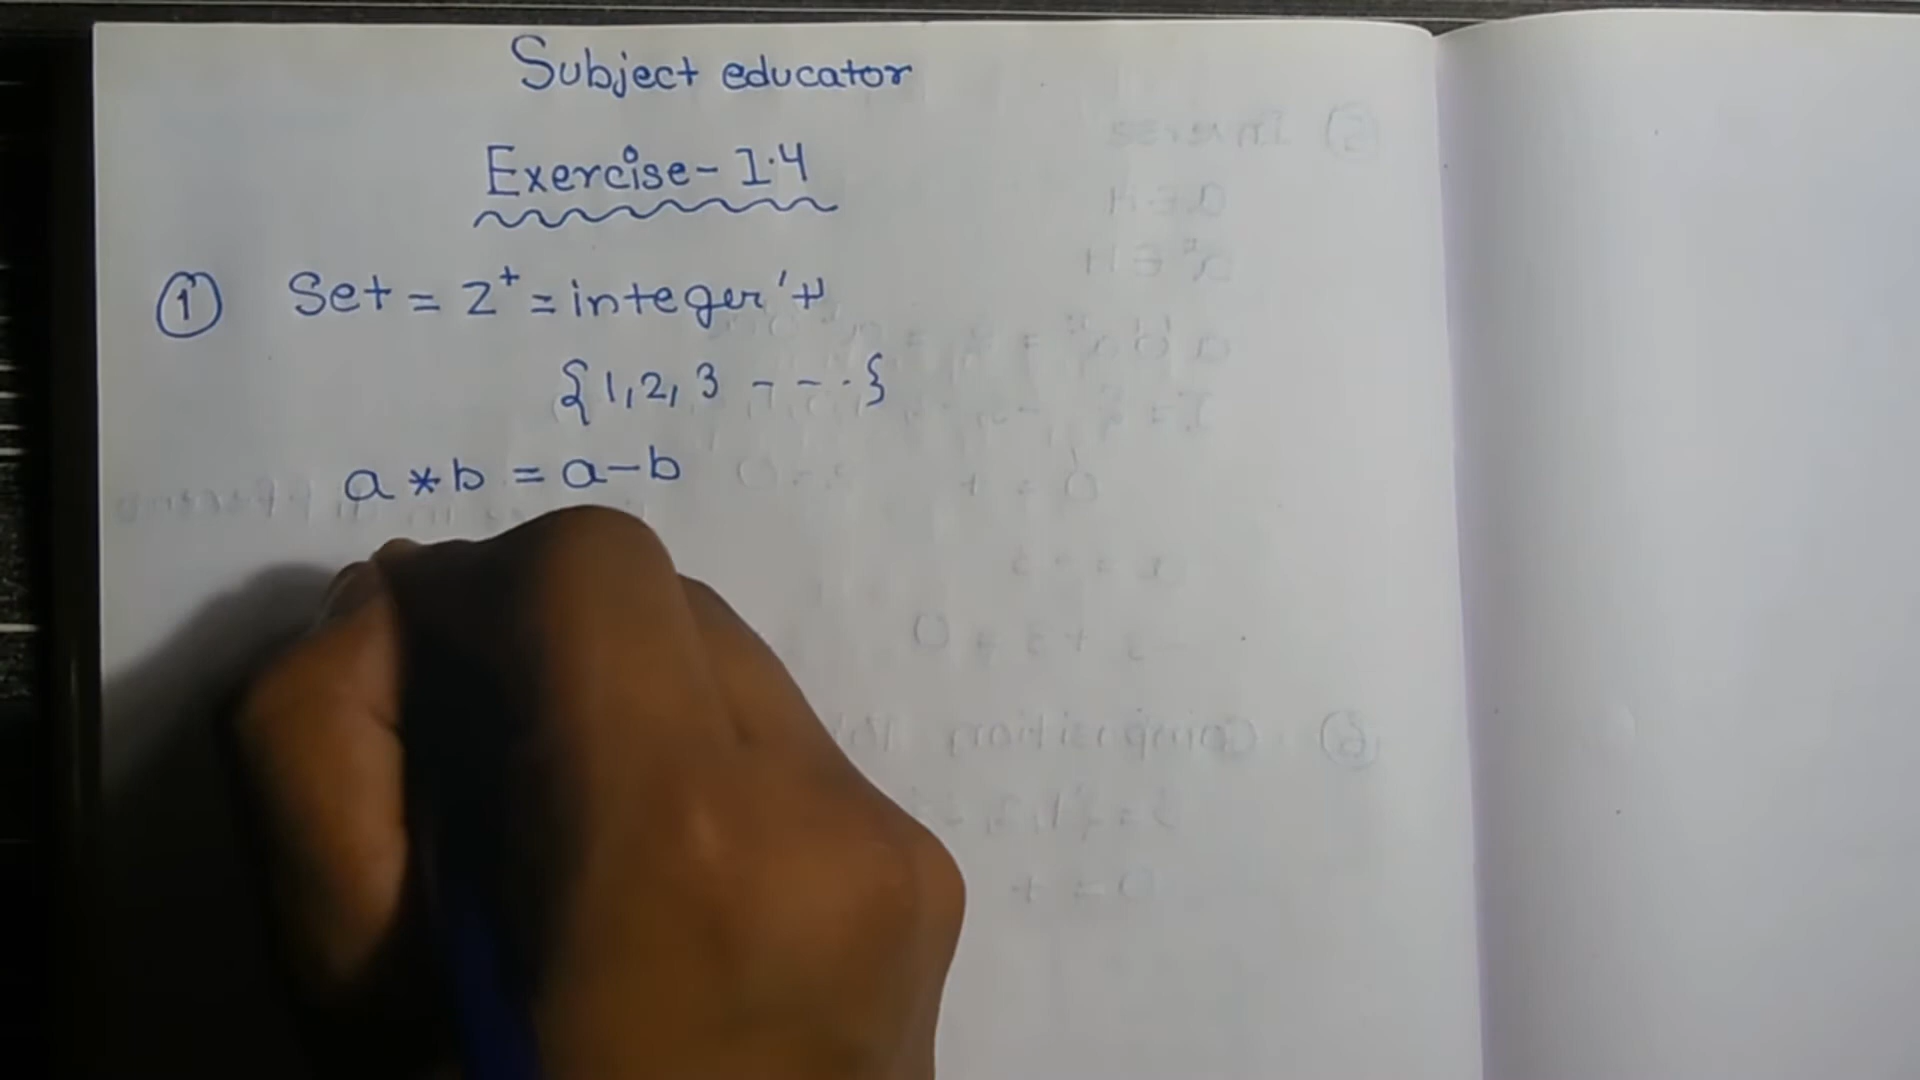 Subject educator
Exercise - 1.4
① Set = Z⁺ = integer '+'
{1, 2, 3 - - -}
a * b = a - b